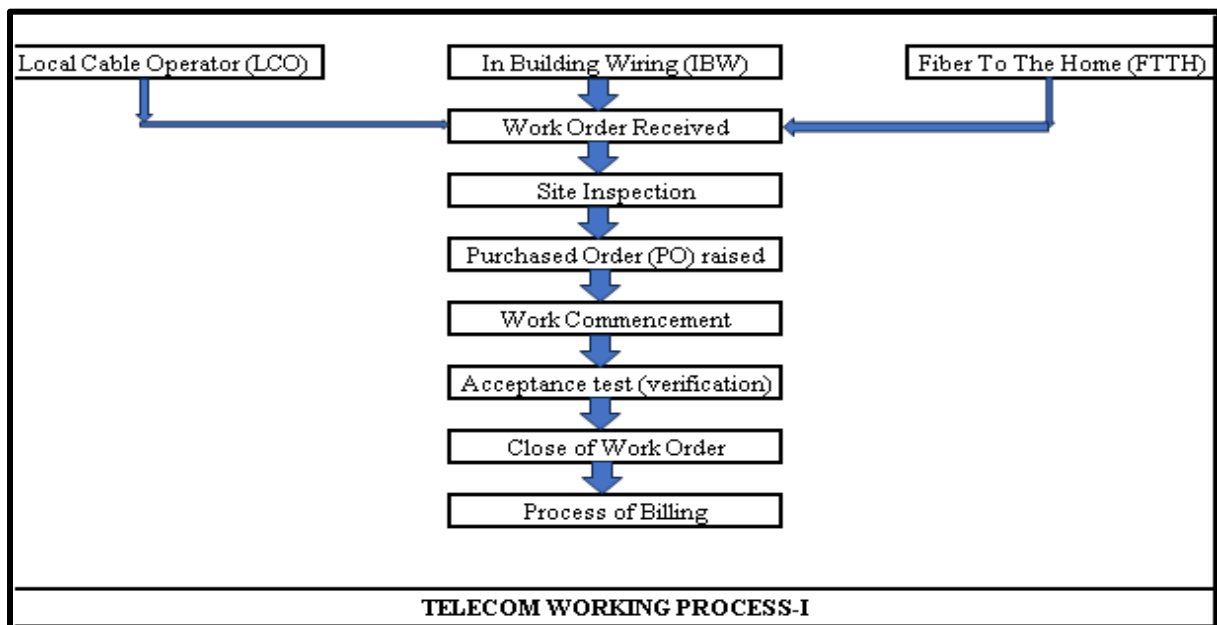 Local Cable Operator (LCO)
In Building Wiring (IBW)
Fiber To The Home (FTTH)
Work Order Received
Site Inspection
Purchased Order (PO) raised
Work Commencement
Acceptance test (verification)
Close of Work Order
Process of Billing
TELECOM WORKING PROCESS-I